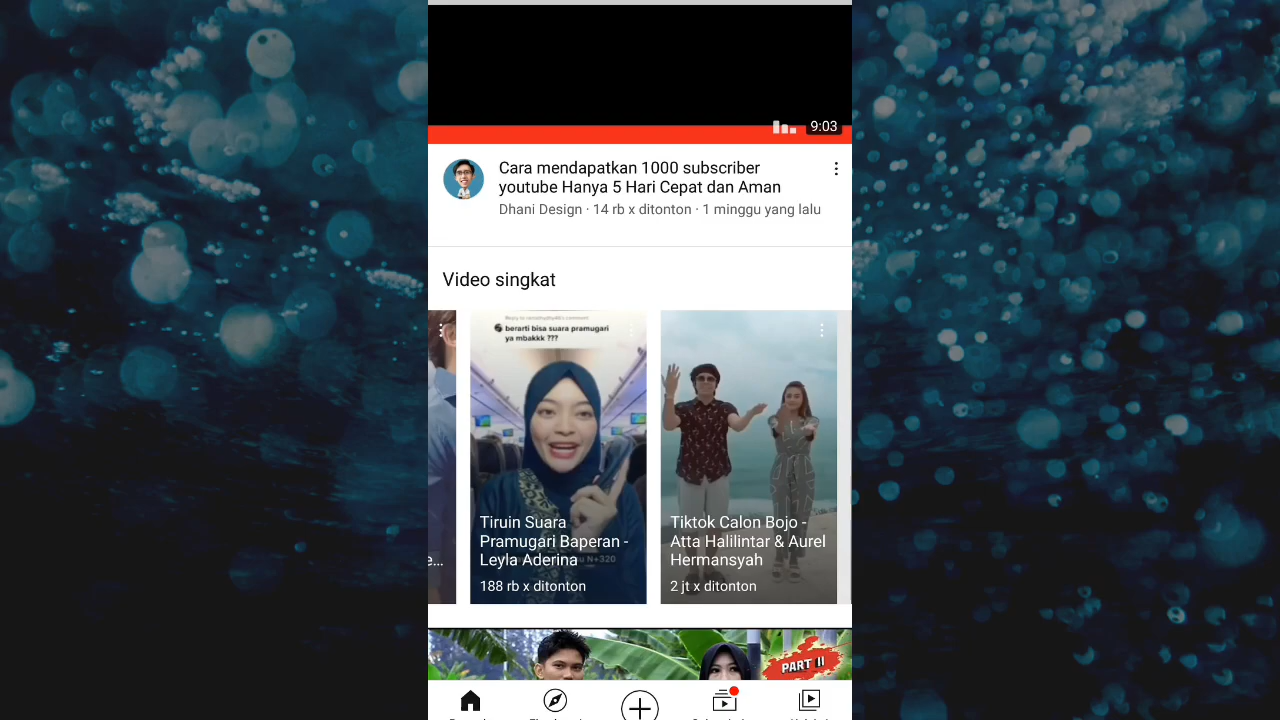 9:03
Cara mendapatkan 1000 subscriber
youtube Hanya 5 Hari Cepat dan Aman
Dhani Design · 14 rb x ditonton · 1 minggu yang lalu
Video singkat
berarti bisa suara pramugari
ya mbakkk ???
e...
Tiruin Suara
Pramugari Baperan -
Leyla Aderina
N+320
188 rb x ditonton
Tiktok Calon Bojo -
Atta Halilintar & Aurel
Hermansyah
2 jt x ditonton
PART II